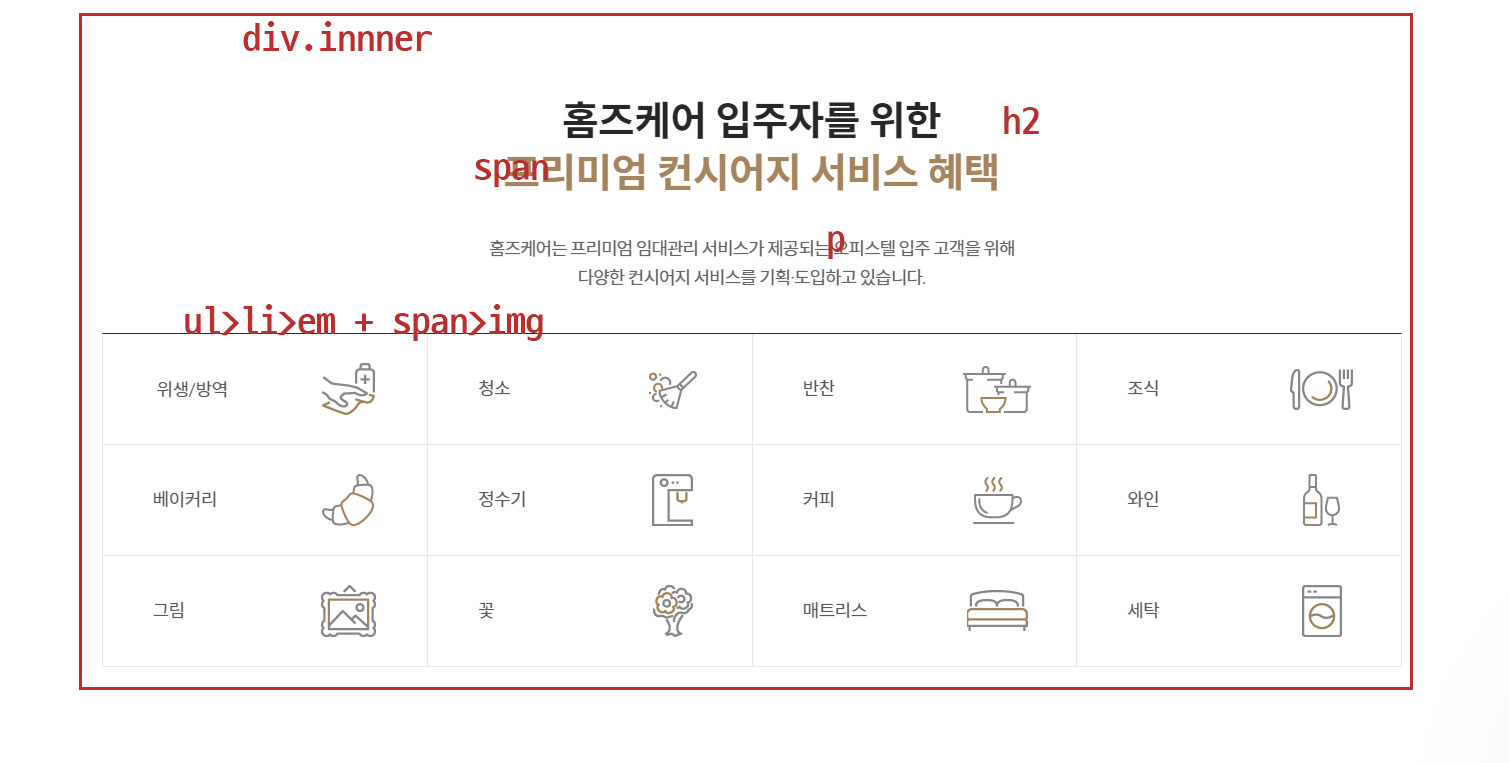 div.innner
홈즈케어 입주자를 위한 h2
span 프리미엄 컨시어지 서비스 혜택
p
홈즈케어는 프리미엄 임대관리 서비스가 제공되는 오피스텔 입주 고객을 위해
다양한 컨시어지 서비스를 기획·도입하고 있습니다.
ul>li>em + span>img
위생/방역 청소 반찬 조식
베이커리 정수기 커피 와인
그림 꽃 매트리스 세탁